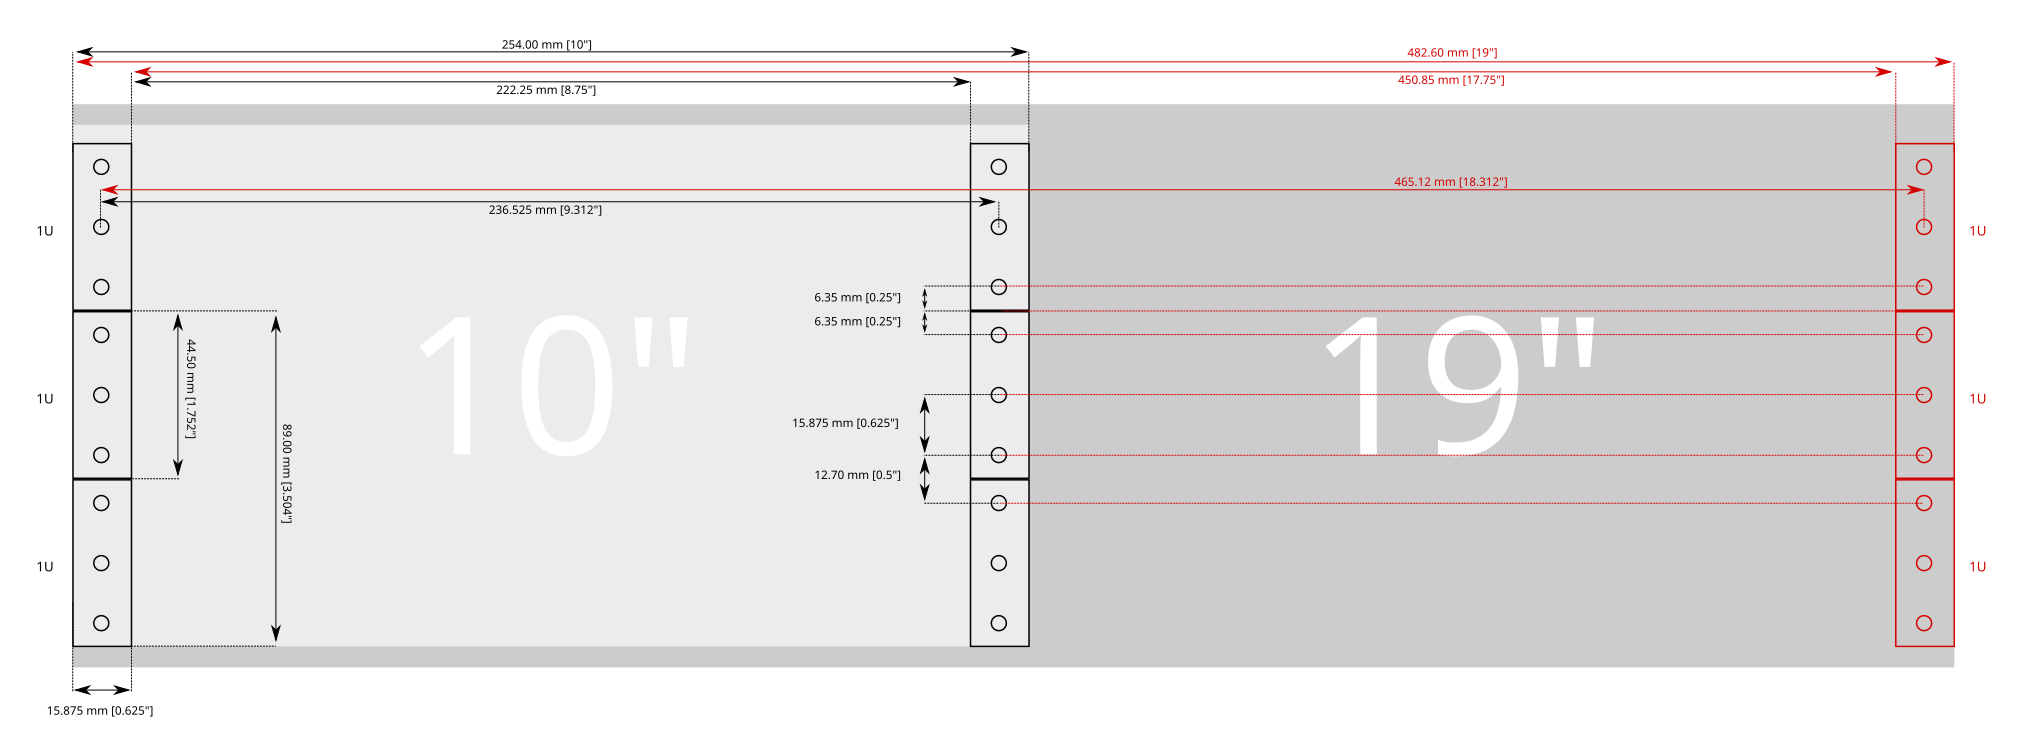 254.00 mm [10"]
482.60 mm [19"]
450.85 mm [17.75"]
222.25 mm [8.75"]
465.12 mm [18.312"]
236.525 mm [9.312"]
1U
1U
6.35 mm [0.25"]
6.35 mm [0.25"]
10"
19"
44.50 mm [1.752"]
1U
1U
15.875 mm [0.625"]
89.00 mm [3.504"]
12.70 mm [0.5"]
1U
1U
15.875 mm [0.625"]